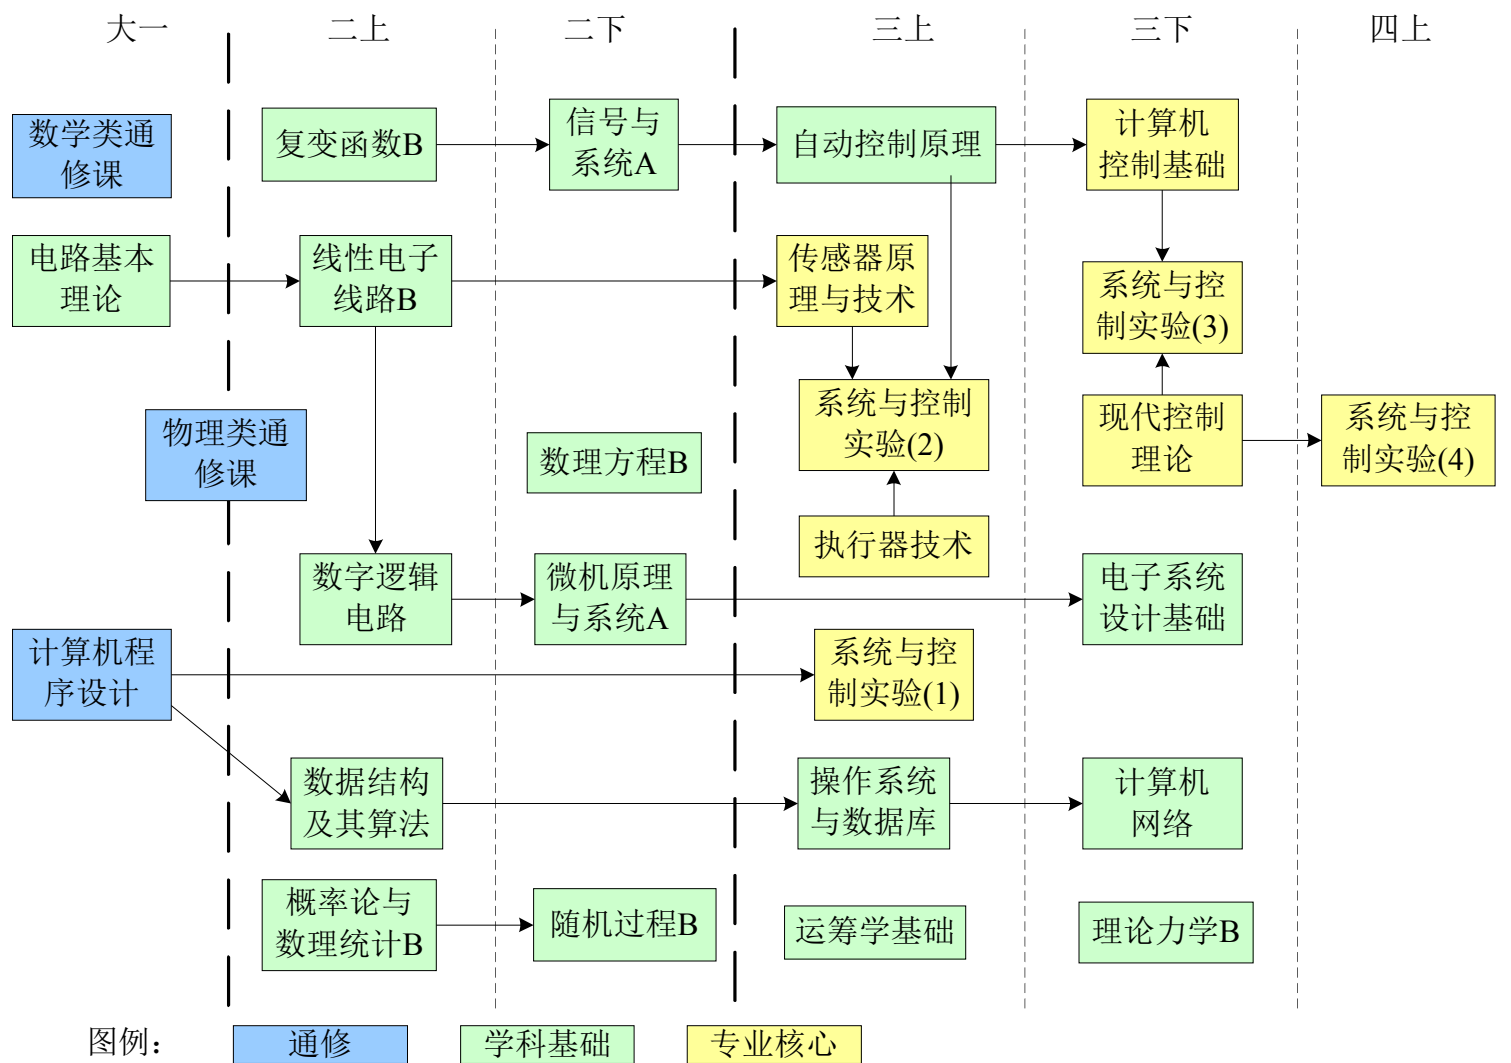 大一
二上
二下
三上
三下
四上
数学类通
修课
复变函数B
信号与
系统A
自动控制原理
计算机
控制基础
电路基本
理论
线性电子
线路B
传感器原
理与技术
系统与控
制实验(3)
物理类通
修课
数理方程B
系统与控制
实验(2)
现代控制
理论
系统与控
制实验(4)
执行器技术
数字逻辑
电路
微机原理
与系统A
电子系统
设计基础
计算机程
序设计
系统与控
制实验(1)
数据结构
及其算法
操作系统
与数据库
计算机
网络
概率论与
数理统计B
随机过程B
运筹学基础
理论力学B
图例：
通修
学科基础
专业核心